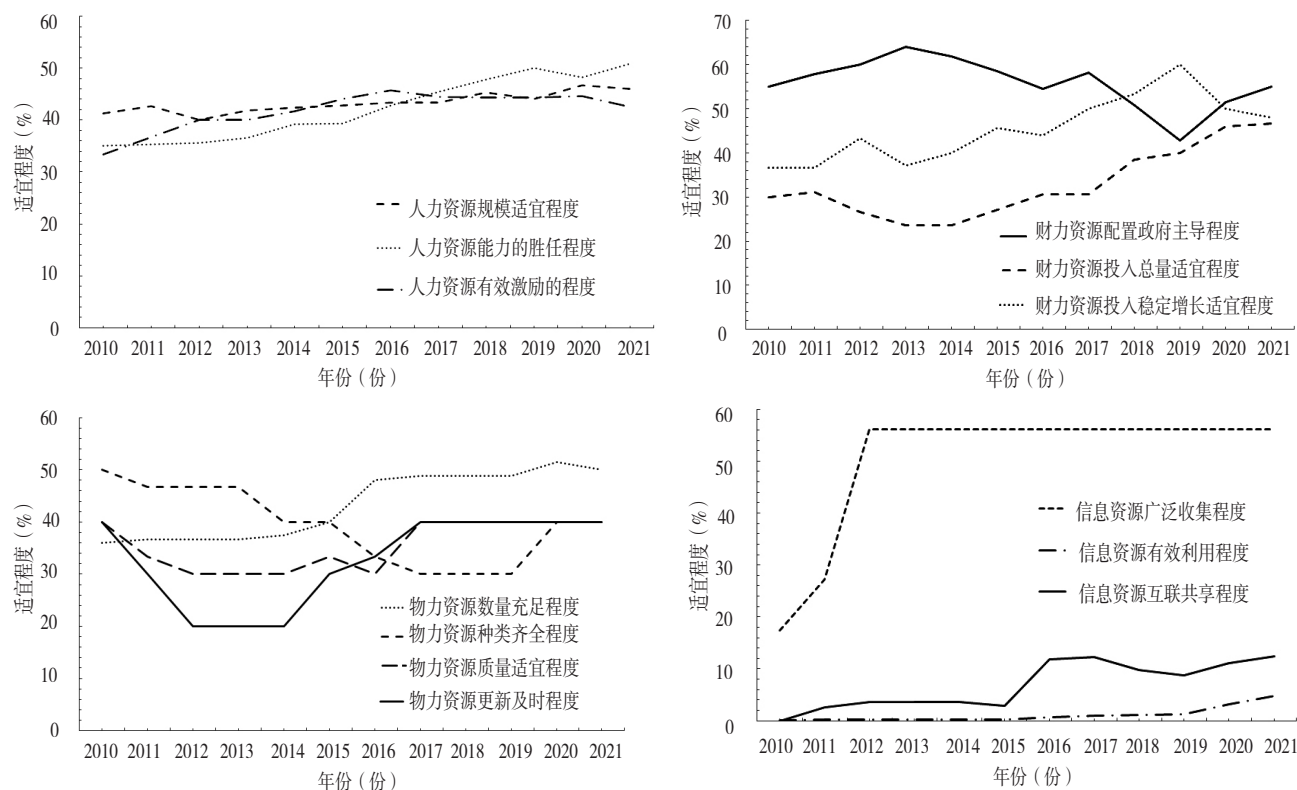 60
50
40
30
20
10
0
适宜程度（%）
人力资源规模适宜程度
人力资源能力的胜任程度
人力资源有效激励的程度
2010 2011 2012 2013 2014 2015 2016 2017 2018 2019 2020 2021
年份（份）
70
60
50
40
30
20
10
0
适宜程度（%）
财力资源配置政府主导程度
财力资源投入总量适宜程度
财力资源投入稳定增长适宜程度
2010 2011 2012 2013 2014 2015 2016 2017 2018 2019 2020 2021
年份（份）
60
50
40
30
20
10
0
适宜程度（%）
物力资源数量充足程度
物力资源种类齐全程度
物力资源质量适宜程度
物力资源更新及时程度
2010 2011 2012 2013 2014 2015 2016 2017 2018 2019 2020 2021
年份（份）
60
50
40
30
20
10
0
适宜程度（%）
信息资源广泛收集程度
信息资源有效利用程度
信息资源互联共享程度
2010 2011 2012 2013 2014 2015 2016 2017 2018 2019 2020 2021
年份（份）